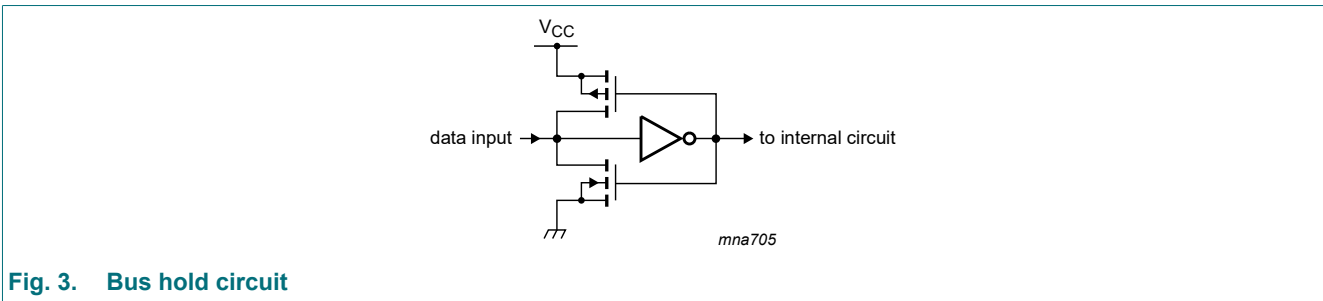 VCC
data input
to internal circuit
mna705
Fig. 3. Bus hold circuit